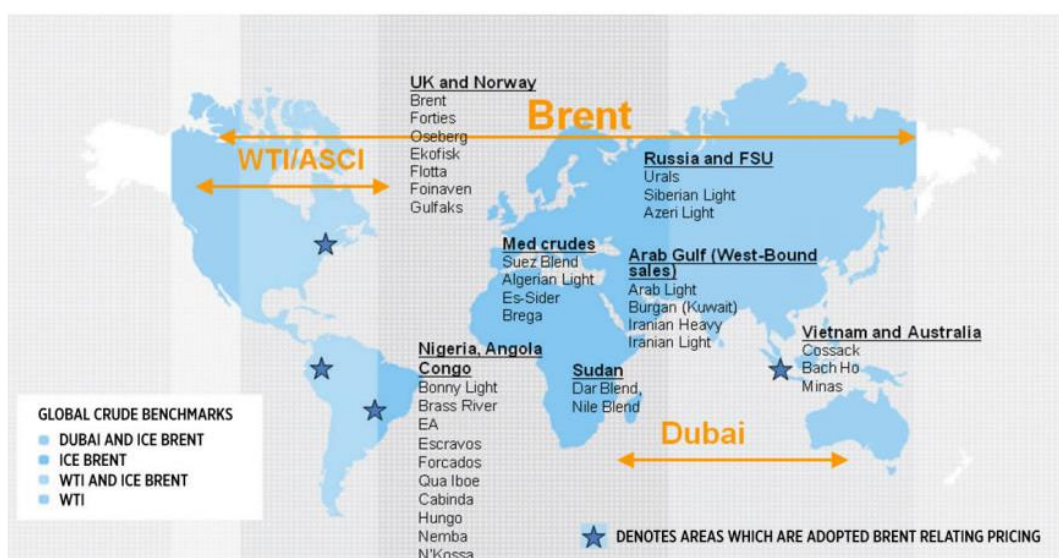 UK and Norway
Brent
Forties
Oseberg
Ekofisk
Flotta
Foinaven
Gulfaks
Brent
WTI/ASCI
Russia and FSU
Urals
Siberian Light
Azeri Light
Med crudes
Suez Blend
Algerian Light
Es-Sider
Brega
Arab Gulf (West-Bound
sales)
Arab Light
Burgan (Kuwait)
Iranian Heavy
Iranian Light
Vietnam and Australia
Cossack
Bach Ho
Minas
Nigeria, Angola
Congo
Bonny Light
Brass River
EA
Escravos
Forcados
Qua Iboe
Cabinda
Hungo
Nemba
N'Kossa
Sudan
Dar Blend,
Nile Blend
Dubai
GLOBAL CRUDE BENCHMARKS
DUBAI AND ICE BRENT
ICE BRENT
WTI AND ICE BRENT
WTI
DENOTES AREAS WHICH ARE ADOPTED BRENT RELATING PRICING